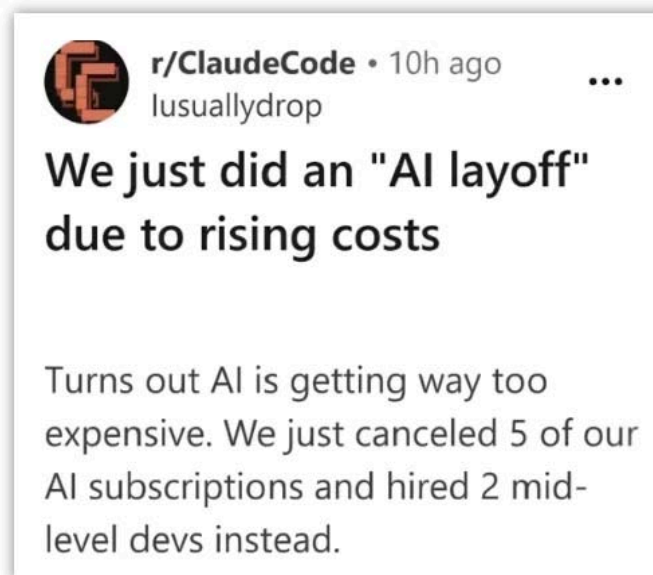 r/ClaudeCode • 10h ago
lusuallydrop
We just did an "AI layoff"
due to rising costs
Turns out AI is getting way too
expensive. We just canceled 5 of our
AI subscriptions and hired 2 mid-
level devs instead.